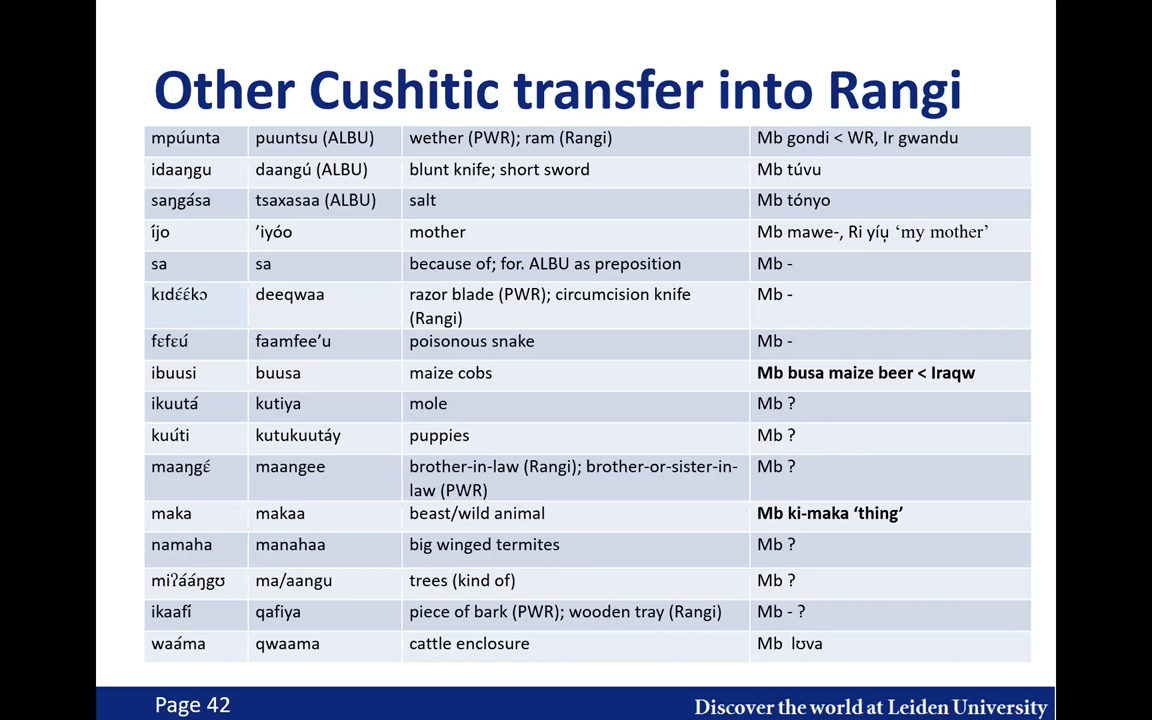 Other Cushitic transfer into Rangi
mpúunta puuntsu (ALBU) wether (PWR); ram (Rangi) Mb gondi < WR, Ir gwandu
idaaŋgu daangú (ALBU) blunt knife; short sword Mb túvu
saŋgása tsaxasaa (ALBU) salt Mb tónyo
íjo ’iyóo mother Mb mawe-, Ri yíụ ‘my mother’
sa sa because of; for. ALBU as preposition Mb -
kɪdɛ́ɛ́kɔ deeqwaa razor blade (PWR); circumcision knife
(Rangi) Mb -
fɛfɛú faamfee’u poisonous snake Mb -
ibuusi buusa maize cobs Mb busa maize beer < Iraqw
ikuutá kutiya mole Mb ?
kuúti kutukuutáy puppies Mb ?
maaŋgɛ́ maangee brother-in-law (Rangi); brother-or-sister-in-
law (PWR) Mb ?
maka makaa beast/wild animal Mb ki-maka ‘thing’
namaha manahaa big winged termites Mb ?
miʔááŋgʊ ma/aangu trees (kind of) Mb ?
ikaafí qafiya piece of bark (PWR); wooden tray (Rangi) Mb - ?
waáma qwaama cattle enclosure Mb lʊva
Page 42 Discover the world at Leiden University